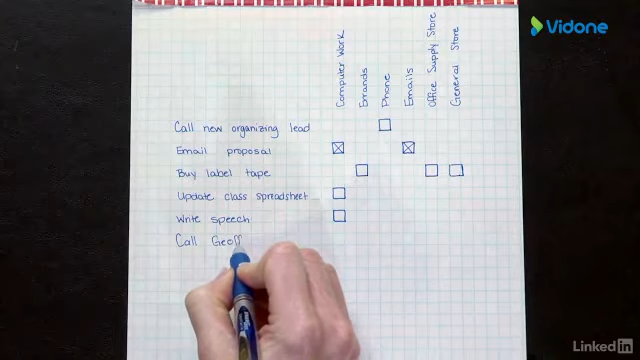 Vidone
Computer Work
Errands
Phone
Emails
Office Supply Store
General Store
Call new organizing lead
Email proposal
Buy label tape
Update class spreadsheet
Write speech
Call Geoff
LinkedIn